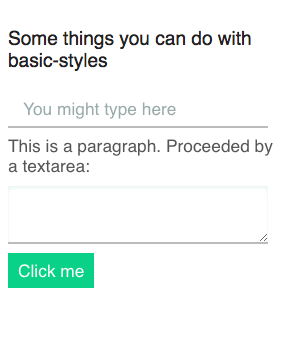 Some things you can do with
basic-styles
You might type here
This is a paragraph. Proceeded by
a textarea:
Click me